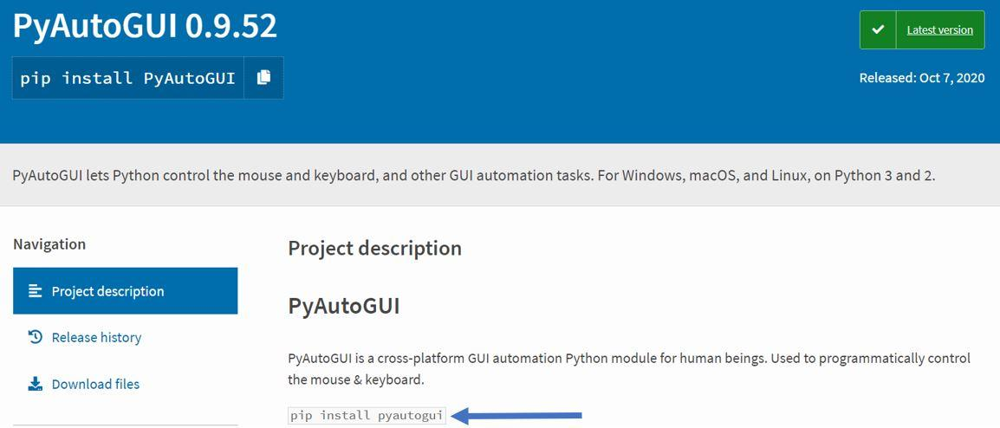 PyAutoGUI 0.9.52
Latest version
pip install PyAutoGUI
Released: Oct 7, 2020
PyAutoGUI lets Python control the mouse and keyboard, and other GUI automation tasks. For Windows, macOS, and Linux, on Python 3 and 2.
Navigation
Project description
Release history
Download files
Project description
PyAutoGUI
PyAutoGUI is a cross-platform GUI automation Python module for human beings. Used to programmatically control
the mouse & keyboard.
pip install pyautogui